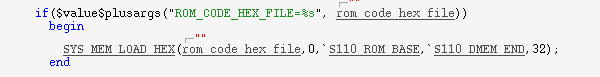 if($value$plusargs("ROM_CODE_HEX_FILE=%s", rom_code_hex_file))
""
begin
""
SYS_MEM_LOAD_HEX(rom_code_hex_file,0,`S110_ROM_BASE,`S110_DMEM_END,32);
end